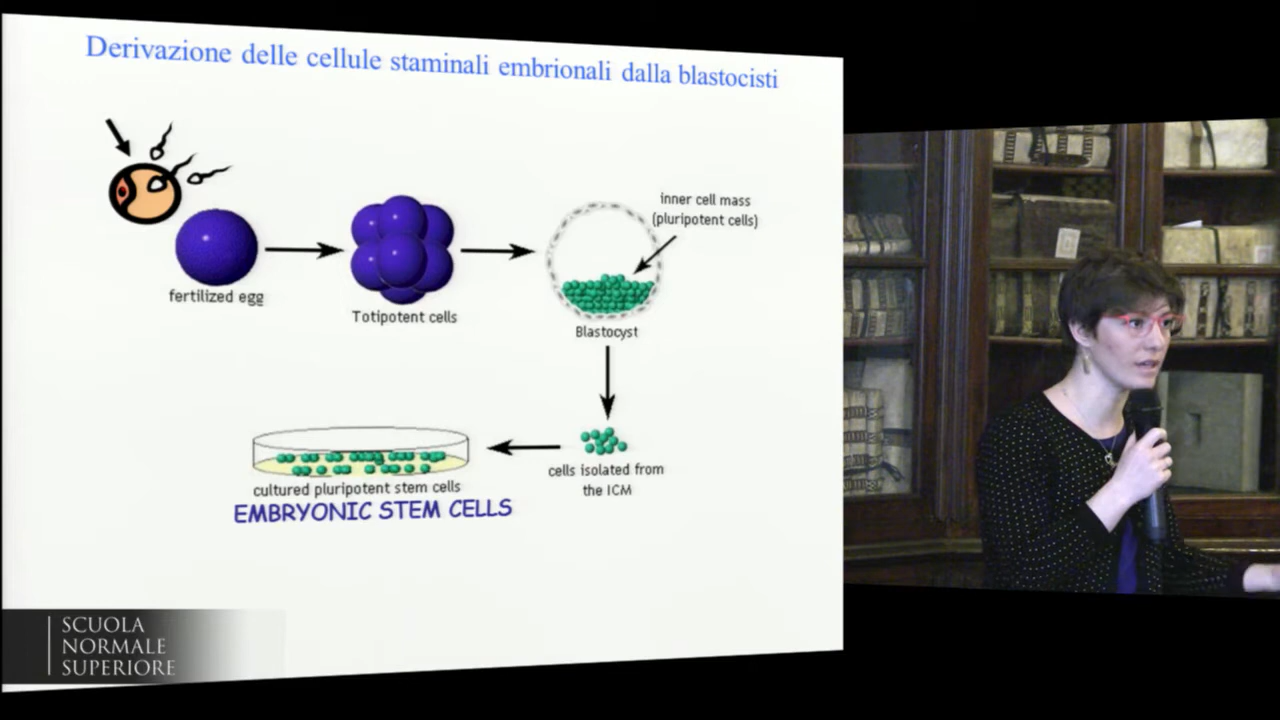 Derivazione delle cellule staminali embrionali dalla blastocisti
inner cell mass
(pluripotent cells)
fertilized egg
Totipotent cells
Blastocyst
cells isolated from
the ICM
cultured pluripotent stem cells
EMBRYONIC STEM CELLS
SCUOLA
NORMALE
SUPERIORE